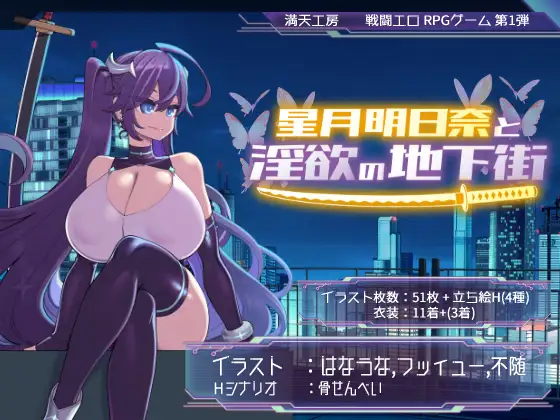 満天工房 戦闘エロRPGゲーム 第1弾
星月明日奈と
淫欲の地下街
イラスト枚数：51枚＋立ち絵H(4種)
衣装：11着+(3着)
イラスト ：はなうな,フッイュー,不随
Hシナリオ ：骨せんべい